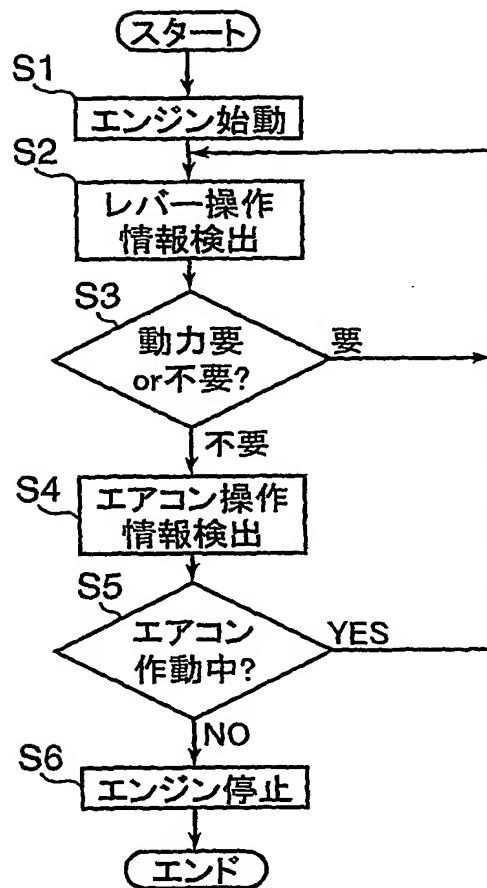 スタート
S1
エンジン始動
S2
レバー操作
情報検出
S3
動力要
or不要?
要
不要
S4
エアコン操作
情報検出
S5
エアコン
作動中?
YES
NO
S6
エンジン停止
エンド